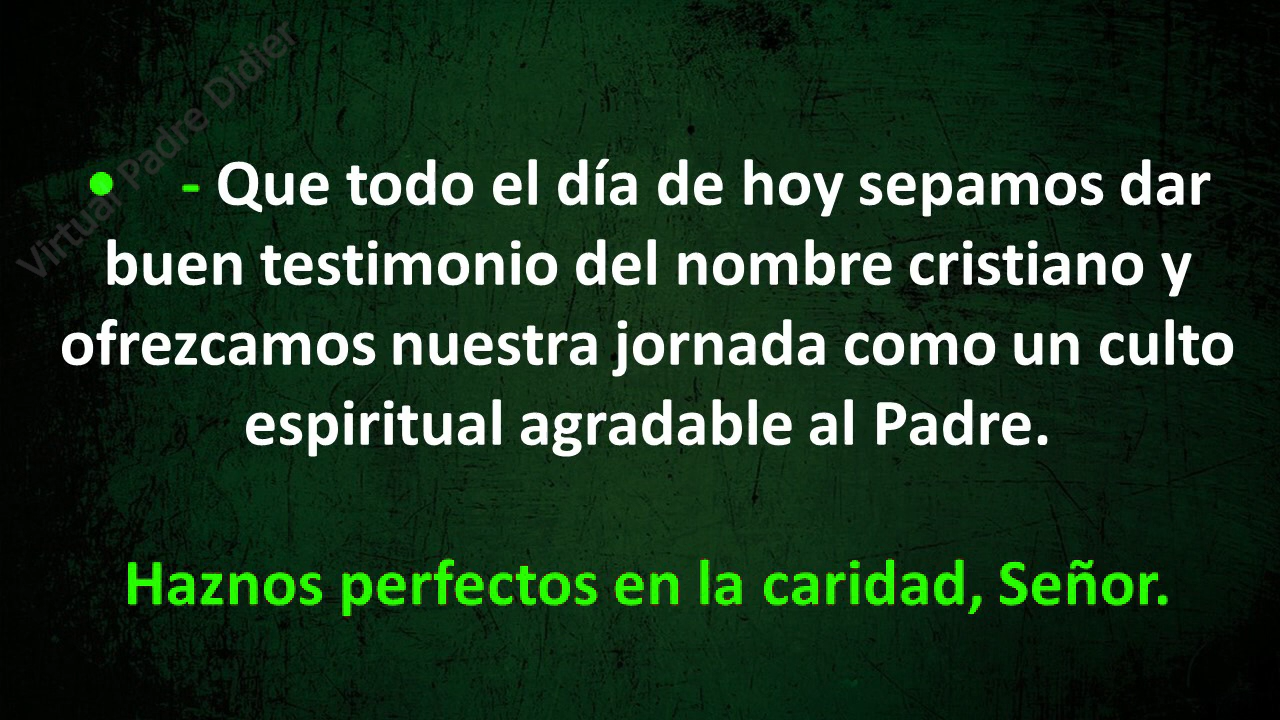 Virtual Padre Didier
• - Que todo el día de hoy sepamos dar
buen testimonio del nombre cristiano y
ofrezcamos nuestra jornada como un culto
espiritual agradable al Padre.
Haznos perfectos en la caridad, Señor.